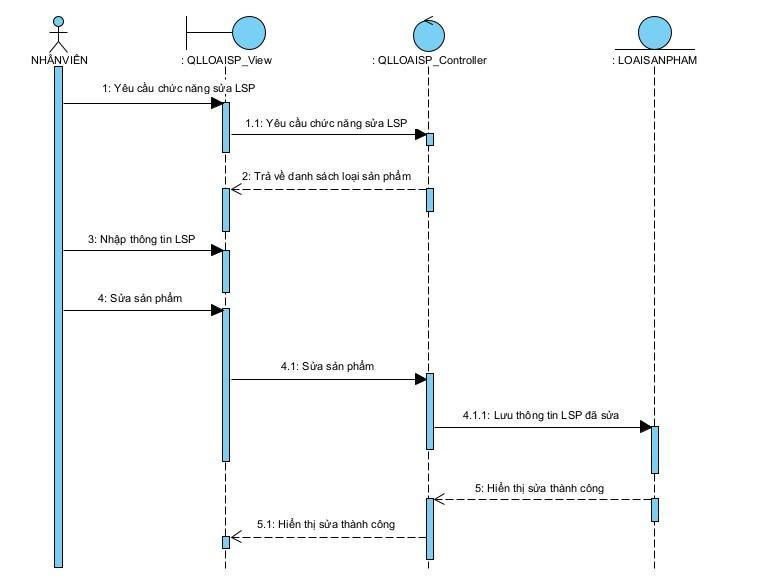 NHÂNVIÊN
: QLLOAISP_View
: QLLOAISP_Controller
: LOAISANPHAM
1: Yêu cầu chức năng sửa LSP
1.1: Yêu cầu chức năng sửa LSP
2: Trả về danh sách loại sản phẩm
3: Nhập thông tin LSP
4: Sửa sản phẩm
4.1: Sửa sản phẩm
4.1.1: Lưu thông tin LSP đã sửa
5: Hiển thị sửa thành công
5.1: Hiển thị sửa thành công